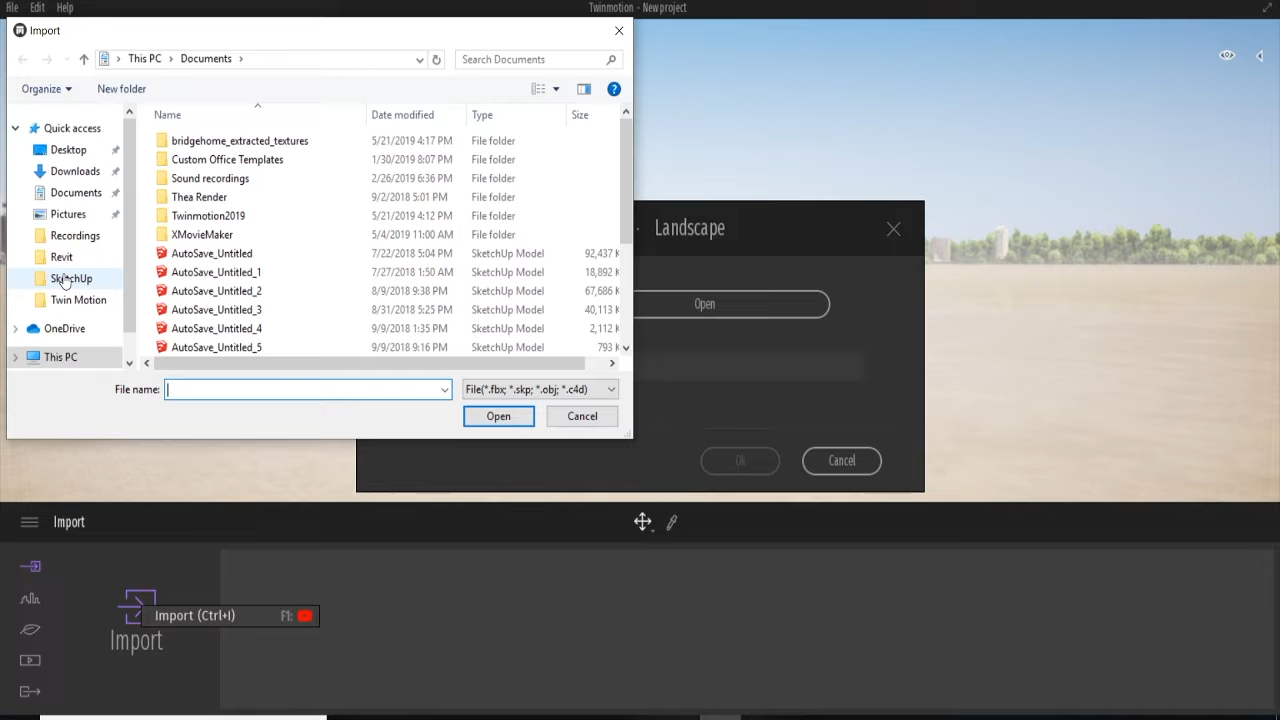 File Edit Help Twinmotion - New project
Import
This PC Documents Search Documents
Organize New folder
Name Date modified Type Size
Quick access
Desktop
Downloads
Documents
Pictures
Recordings
Revit
SketchUp
Twin Motion
OneDrive
This PC
bridgehome_extracted_textures 5/21/2019 4:17 PM File folder
Custom Office Templates 1/30/2019 8:07 PM File folder
Sound recordings 2/26/2019 6:36 PM File folder
Thea Render 9/2/2018 5:01 PM File folder
Twinmotion2019 5/21/2019 4:12 PM File folder
XMovieMaker 5/4/2019 11:00 AM File folder
AutoSave_Untitled 7/22/2018 5:04 PM SketchUp Model 92,437 K
AutoSave_Untitled_1 7/27/2018 1:50 AM SketchUp Model 18,892 K
AutoSave_Untitled_2 8/9/2018 9:38 PM SketchUp Model 67,686 K
AutoSave_Untitled_3 8/31/2018 5:25 PM SketchUp Model 40,113 K
AutoSave_Untitled_4 9/9/2018 1:35 PM SketchUp Model 2,112 K
AutoSave_Untitled_5 9/9/2018 9:16 PM SketchUp Model 793 K
File name: File(*.fbx; *.skp; *.obj; *.c4d)
Open Cancel
Landscape
Open
Ok Cancel
Import
Import (Ctrl+I) F1:
Import